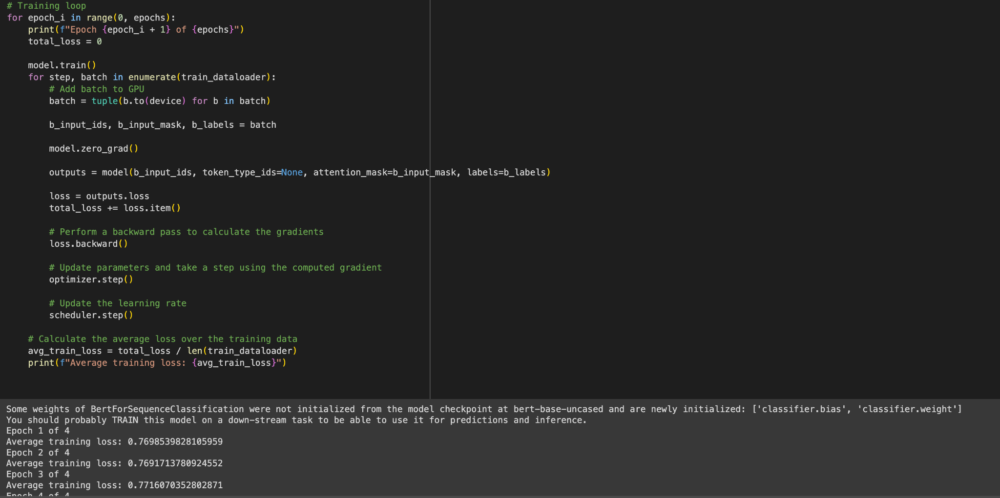 # Training loop
for epoch_i in range(0, epochs):
    print(f"Epoch {epoch_i + 1} of {epochs}")
    total_loss = 0

    model.train()
    for step, batch in enumerate(train_dataloader):
        # Add batch to GPU
        batch = tuple(b.to(device) for b in batch)

        b_input_ids, b_input_mask, b_labels = batch

        model.zero_grad()

        outputs = model(b_input_ids, token_type_ids=None, attention_mask=b_input_mask, labels=b_labels)

        loss = outputs.loss
        total_loss += loss.item()

        # Perform a backward pass to calculate the gradients
        loss.backward()

        # Update parameters and take a step using the computed gradient
        optimizer.step()

        # Update the learning rate
        scheduler.step()

    # Calculate the average loss over the training data
    avg_train_loss = total_loss / len(train_dataloader)
    print(f"Average training loss: {avg_train_loss}")

Some weights of BertForSequenceClassification were not initialized from the model checkpoint at bert-base-uncased and are newly initialized: ['classifier.bias', 'classifier.weight']
You should probably TRAIN this model on a down-stream task to be able to use it for predictions and inference.
Epoch 1 of 4
Average training loss: 0.7698539828105959
Epoch 2 of 4
Average training loss: 0.7691713780924552
Epoch 3 of 4
Average training loss: 0.7716070352802871
Epoch 4 of 4